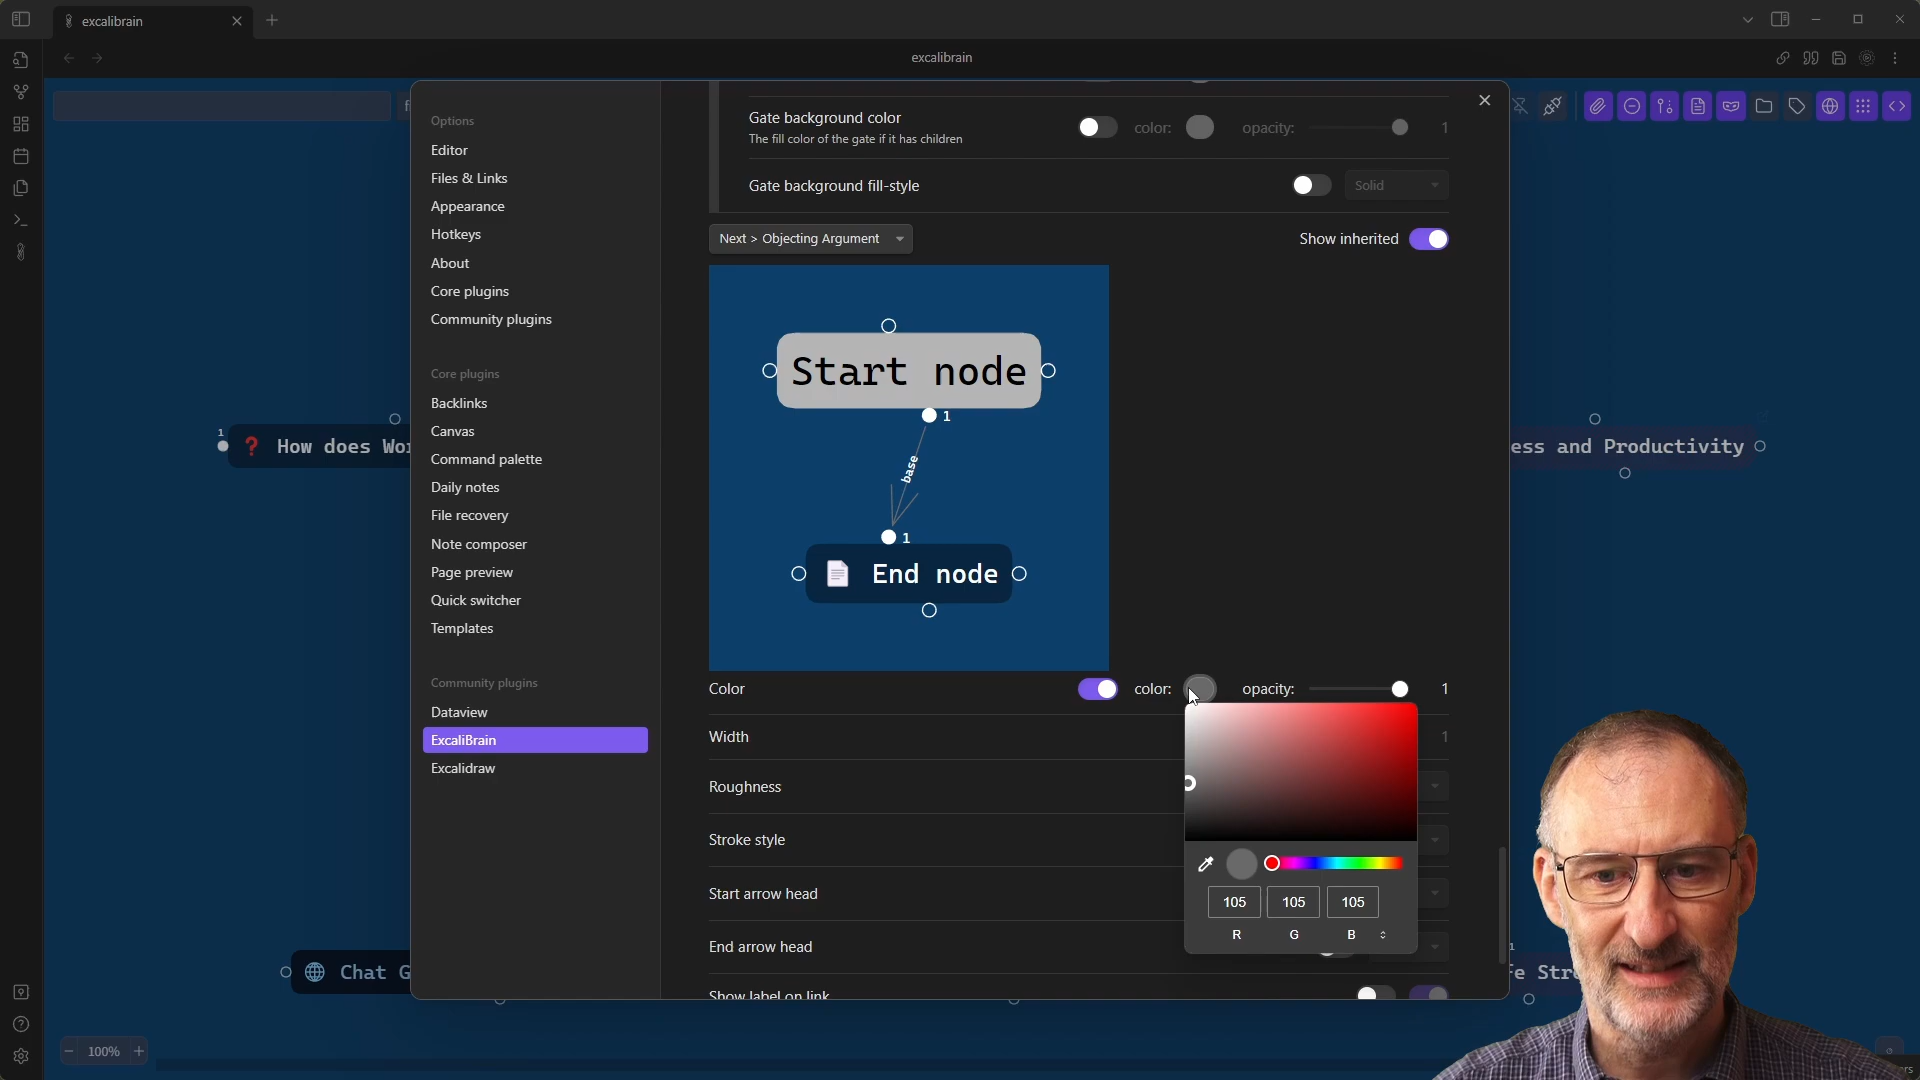 excalibrain
excalibrain
Options
Editor
Files & Links
Appearance
Hotkeys
About
Core plugins
Community plugins
Core plugins
Backlinks
Canvas
Command palette
Daily notes
File recovery
Note composer
Page preview
Quick switcher
Templates
Community plugins
Dataview
ExcaliBrain
Excalidraw
Gate background color
The fill color of the gate if it has children
color:
opacity:
1
Gate background fill-style
Solid
Next > Objecting Argument
Show inherited
Start node
1
base
1
End node
Color
color:
opacity:
1
Width
1
Roughness
Stroke style
Start arrow head
End arrow head
Show label on link
105 105 105
R G B
1
? How does Wor
ess and Productivity
Chat G
1
fe Str
100%